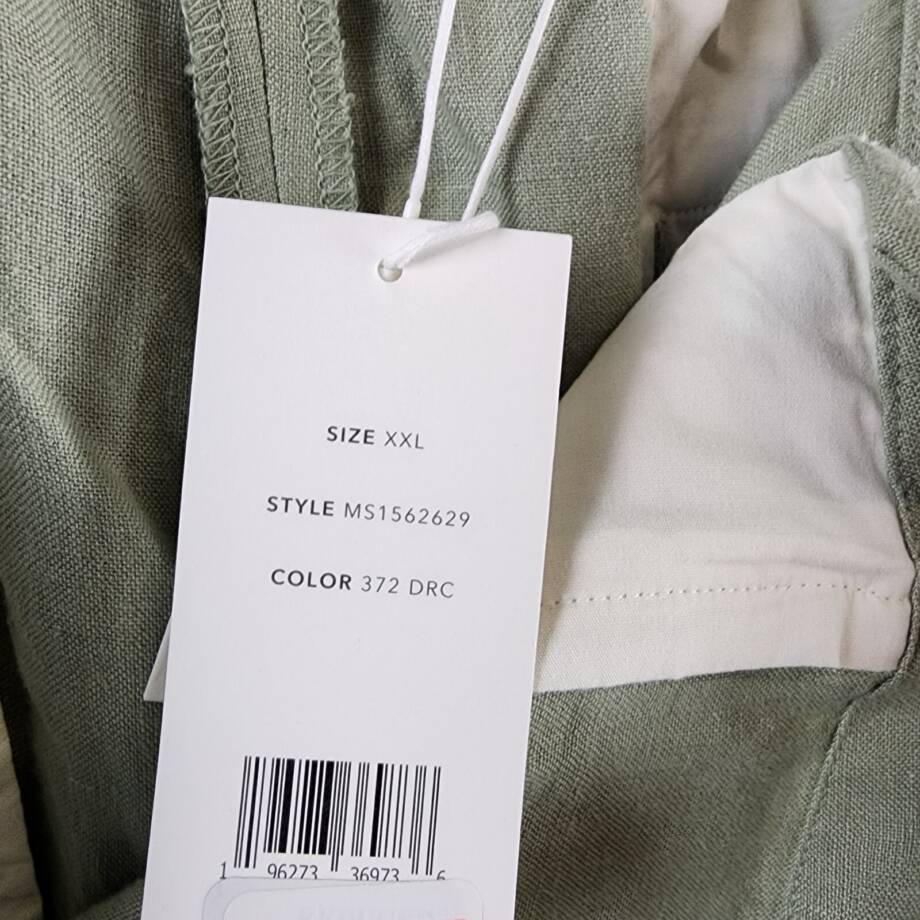 SIZE XXL
STYLE MS1562629
COLOR 372 DRC
1 96273 36973 6